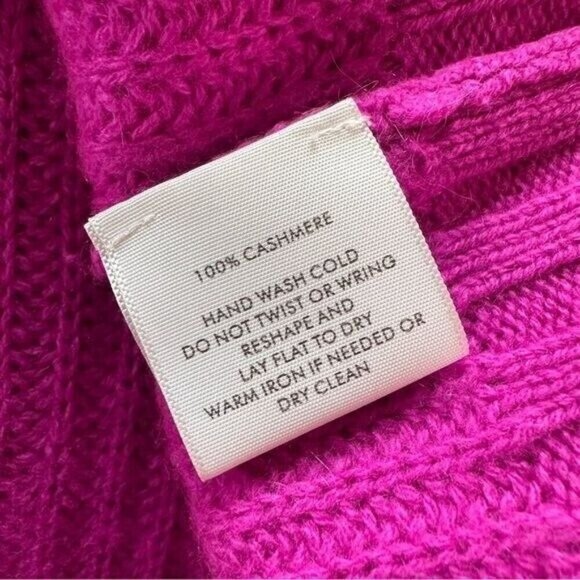 100% CASHMERE
HAND WASH COLD
DO NOT TWIST OR WRING
RESHAPE AND
LAY FLAT TO DRY
WARM IRON IF NEEDED OR
DRY CLEAN